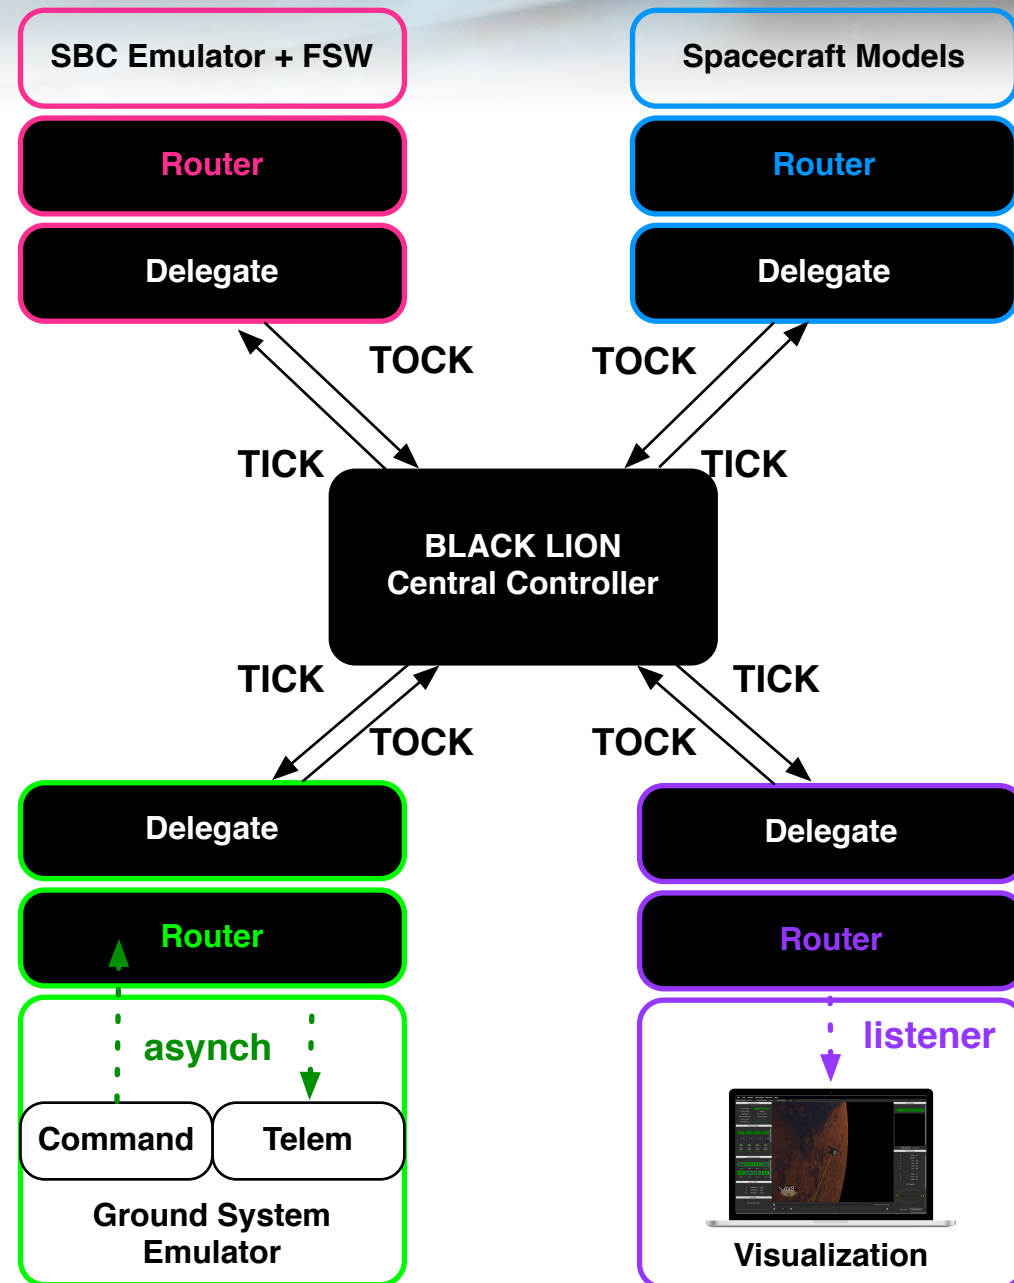 SBC Emulator + FSW
Spacecraft Models
Router
Router
Delegate
Delegate
TOCK
TOCK
TICK
TICK
BLACK LION
Central Controller
TICK
TICK
TOCK
TOCK
Delegate
Delegate
Router
Router
asynch
listener
Command
Telem
Ground System
Emulator
Visualization